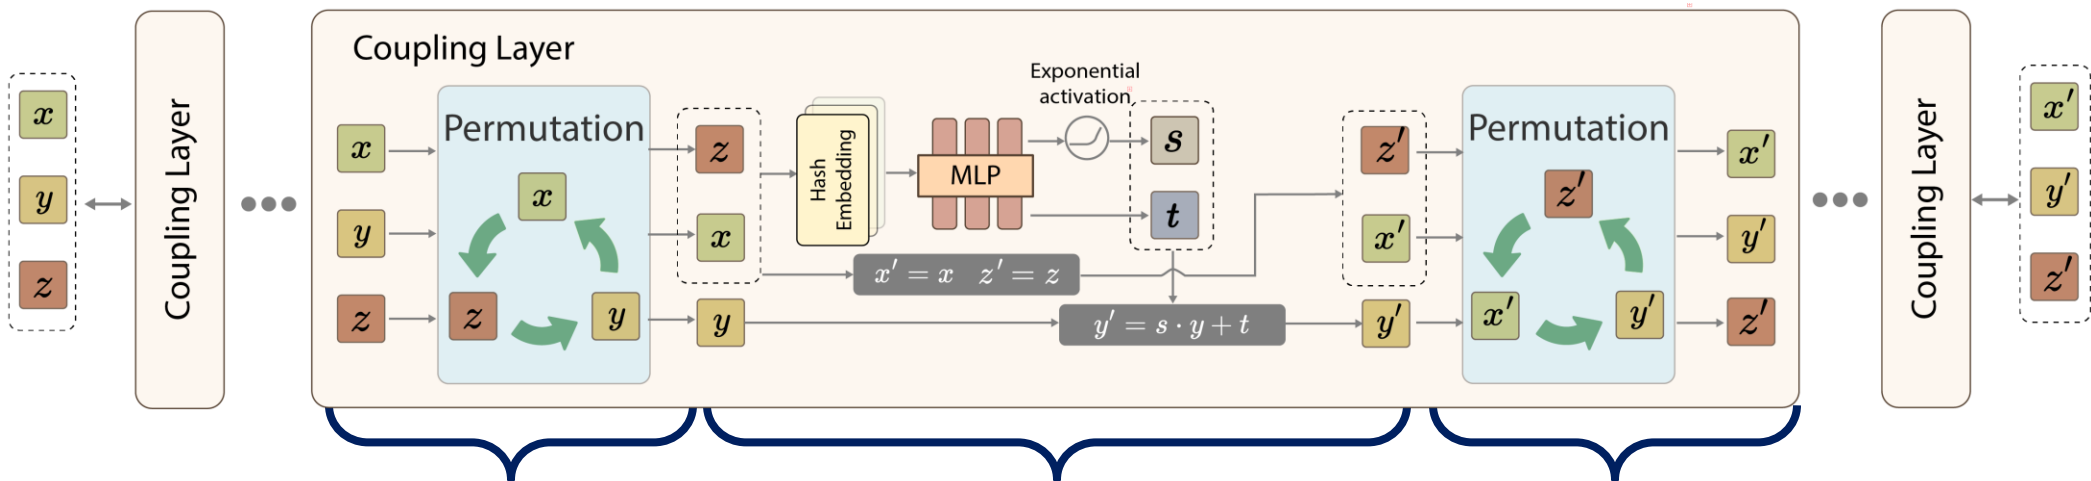 x
y
z
Coupling Layer
Coupling Layer
x
y
z
Permutation
x
z
y
z
x
y
Hash
Embedding
MLP
Exponential
activation
s
t
x′ = x z′ = z
y′ = s · y + t
z′
x′
y′
Permutation
z′
x′
y′
x′
y′
z′
Coupling Layer
x′
y′
z′